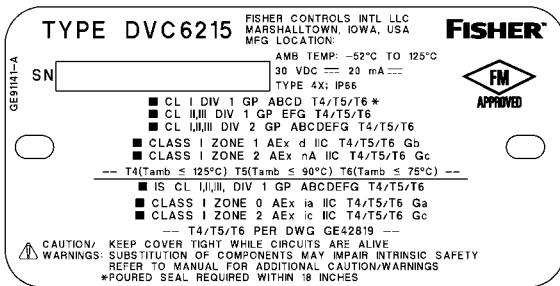 TYPE DVC6215
FISHER CONTROLS INTL LLC
MARSHALLTOWN, IOWA, USA
MFG LOCATION:
FISHER™
AMB TEMP: -52°C TO 125°C
30 VDC ⎓ 20 mA ⎓
TYPE 4X; IP66
SN
GE91141-A
FM
APPROVED
■ CL I DIV 1 GP ABCD T4/T5/T6 *
■ CL II,III DIV 1 GP EFG T4/T5/T6
■ CL I,II,III DIV 2 GP ABCDEFG T4/T5/T6
■ CLASS I ZONE 1 AEx d IIC T4/T5/T6 Gb
■ CLASS I ZONE 2 AEx nA IIC T4/T5/T6 Gc
-- T4(Tamb ≤ 125°C) T5(Tamb ≤ 90°C) T6(Tamb ≤ 75°C) --
■ IS CL I,II,III, DIV 1 GP ABCDEFG T4/T5/T6
■ CLASS I ZONE 0 AEx ia IIC T4/T5/T6 Ga
■ CLASS I ZONE 2 AEx ic IIC T4/T5/T6 Gc
-- T4/T5/T6 PER DWG GE42819 --
CAUTION/ KEEP COVER TIGHT WHILE CIRCUITS ARE ALIVE
WARNINGS: SUBSTITUTION OF COMPONENTS MAY IMPAIR INTRINSIC SAFETY
REFER TO MANUAL FOR ADDITIONAL CAUTION/WARNINGS
*POURED SEAL REQUIRED WITHIN 18 INCHES